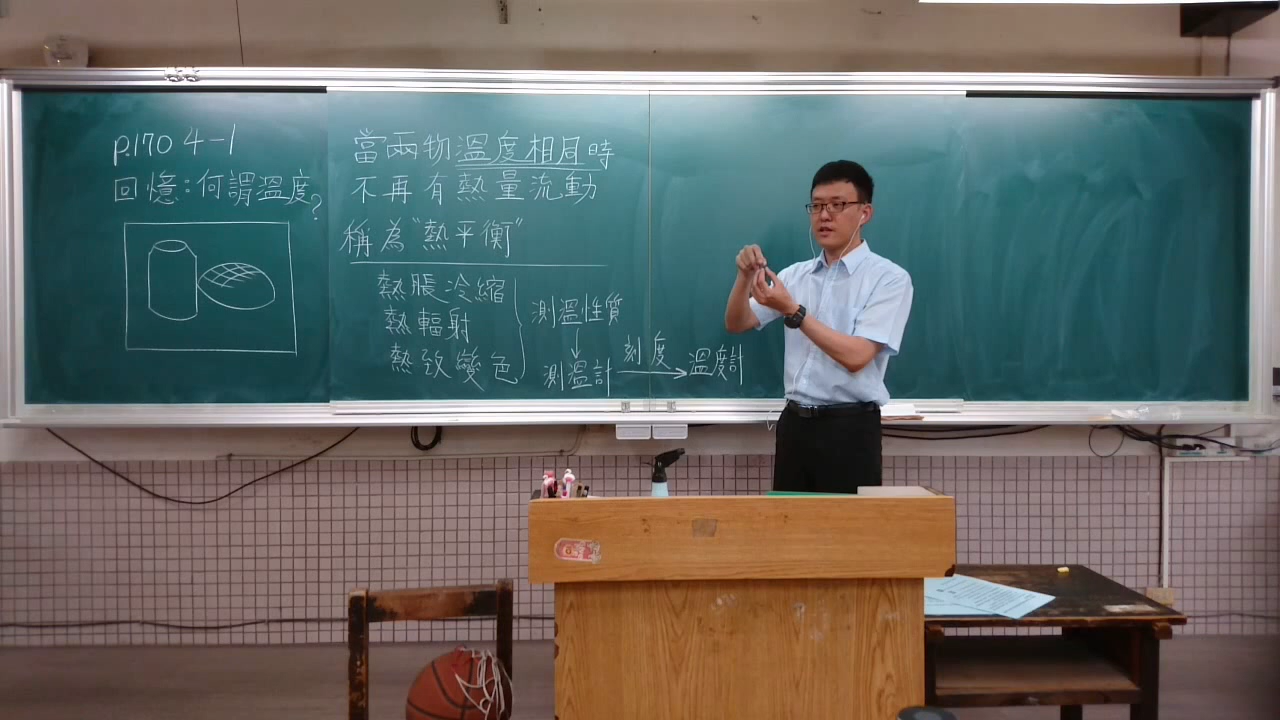 p.170 4-1
回憶：何謂溫度？
當兩物溫度相同時
不再有熱量流動
稱為"熱平衡"
熱脹冷縮
熱輻射
熱致變色
測溫性質
測溫計
刻度
溫度計